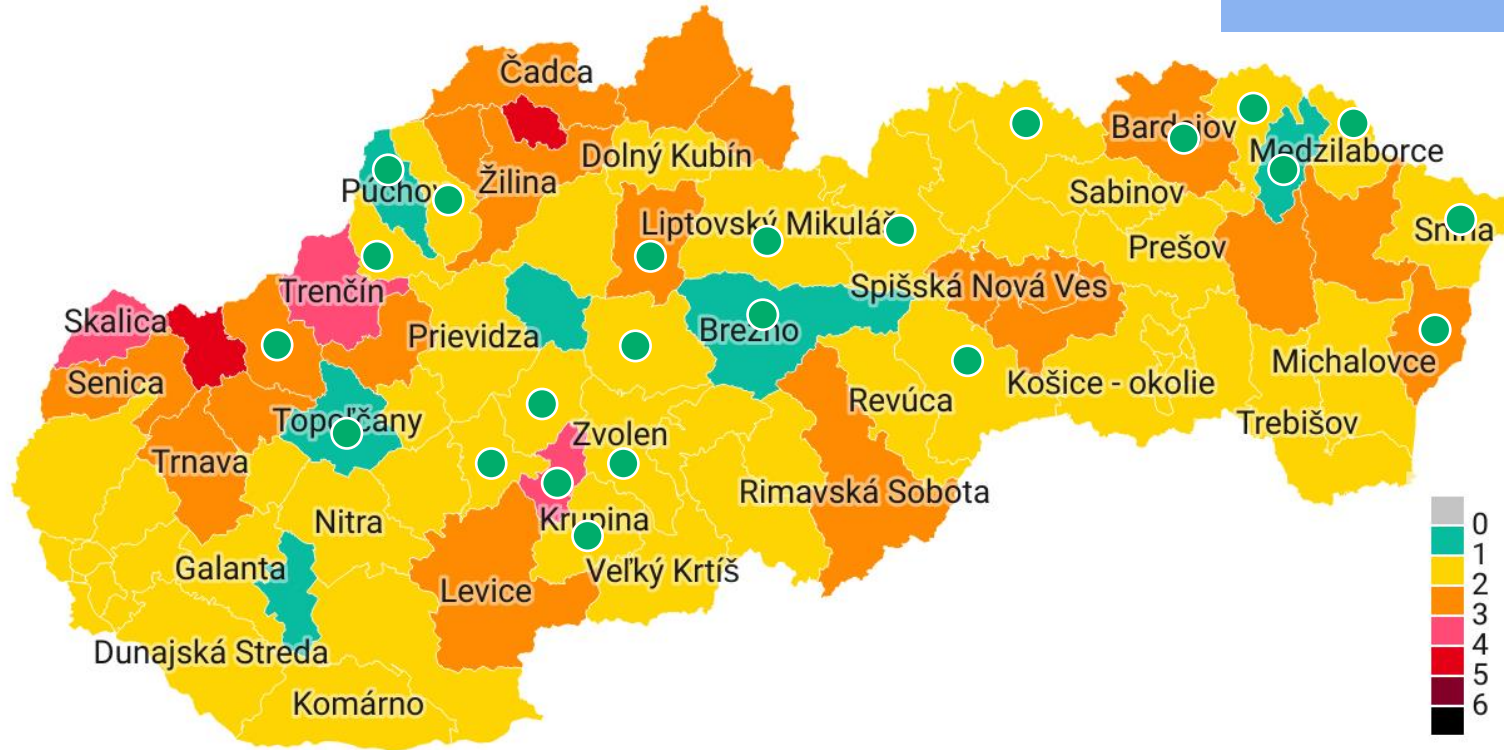 Čadca
Bardejov
Dolný Kubín
Medzilaborce
Púchov
Žilina
Sabinov
Liptovský Mikuláš
Snina
Prešov
Trenčín
Spišská Nová Ves
Skalica
Prievidza
Brezno
Michalovce
Senica
Košice - okolie
Revúca
Topoľčany
Trebišov
Zvolen
Trnava
Rimavská Sobota
Nitra
Krupina
Galanta
Veľký Krtíš
Levice
Dunajská Streda
Komárno
0
1
2
3
4
5
6